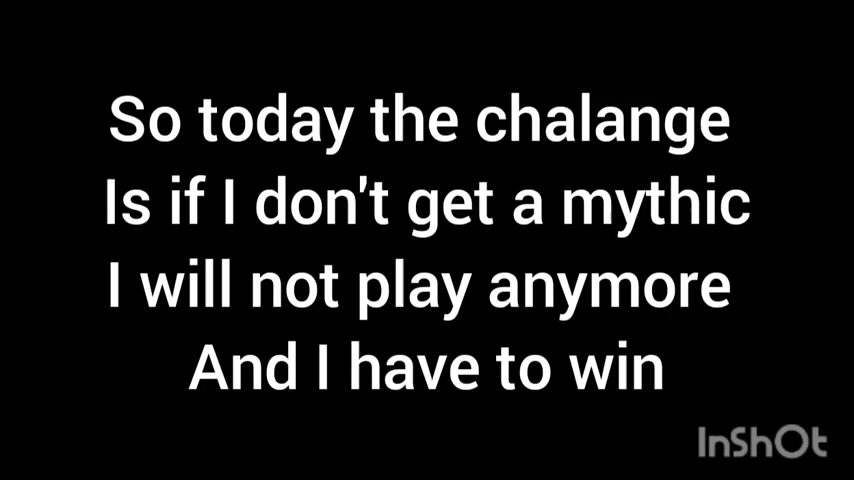 So today the chalange
Is if I don't get a mythic
I will not play anymore
And I have to win
InShOt